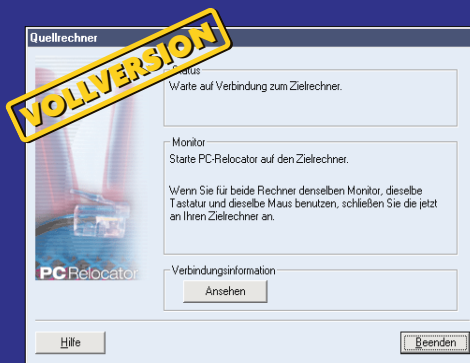 Quellrechner
VOLLVERSION
Status
Warte auf Verbindung zum Zielrechner.
Monitor
Starte PC-Relocator auf den Zielrechner.
Wenn Sie für beide Rechner denselben Monitor, dieselbe
Tastatur und dieselbe Maus benutzen, schließen Sie die jetzt
an Ihren Zielrechner an.
PC Relocator
Verbindungsinformation
Ansehen
Hilfe
Beenden